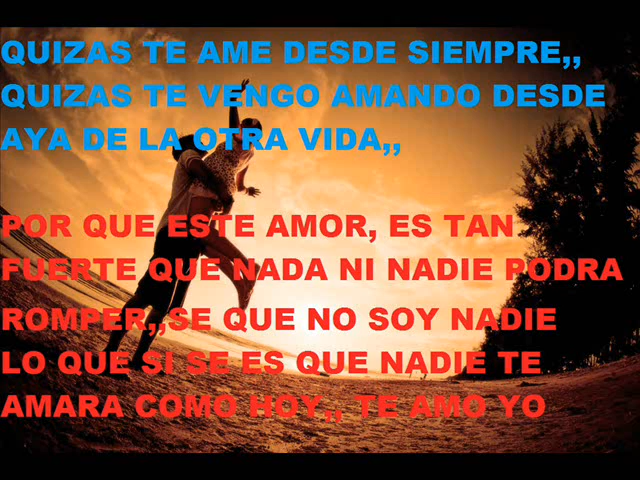 QUIZAS TE AME DESDE SIEMPRE,,
QUIZAS TE VENGO AMANDO DESDE
AYA DE LA OTRA VIDA,,
POR QUE ESTE AMOR, ES TAN
FUERTE QUE NADA NI NADIE PODRA
ROMPER,,SE QUE NO SOY NADIE
LO QUE SI SE ES QUE NADIE TE
AMARA COMO HOY,, TE AMO YO